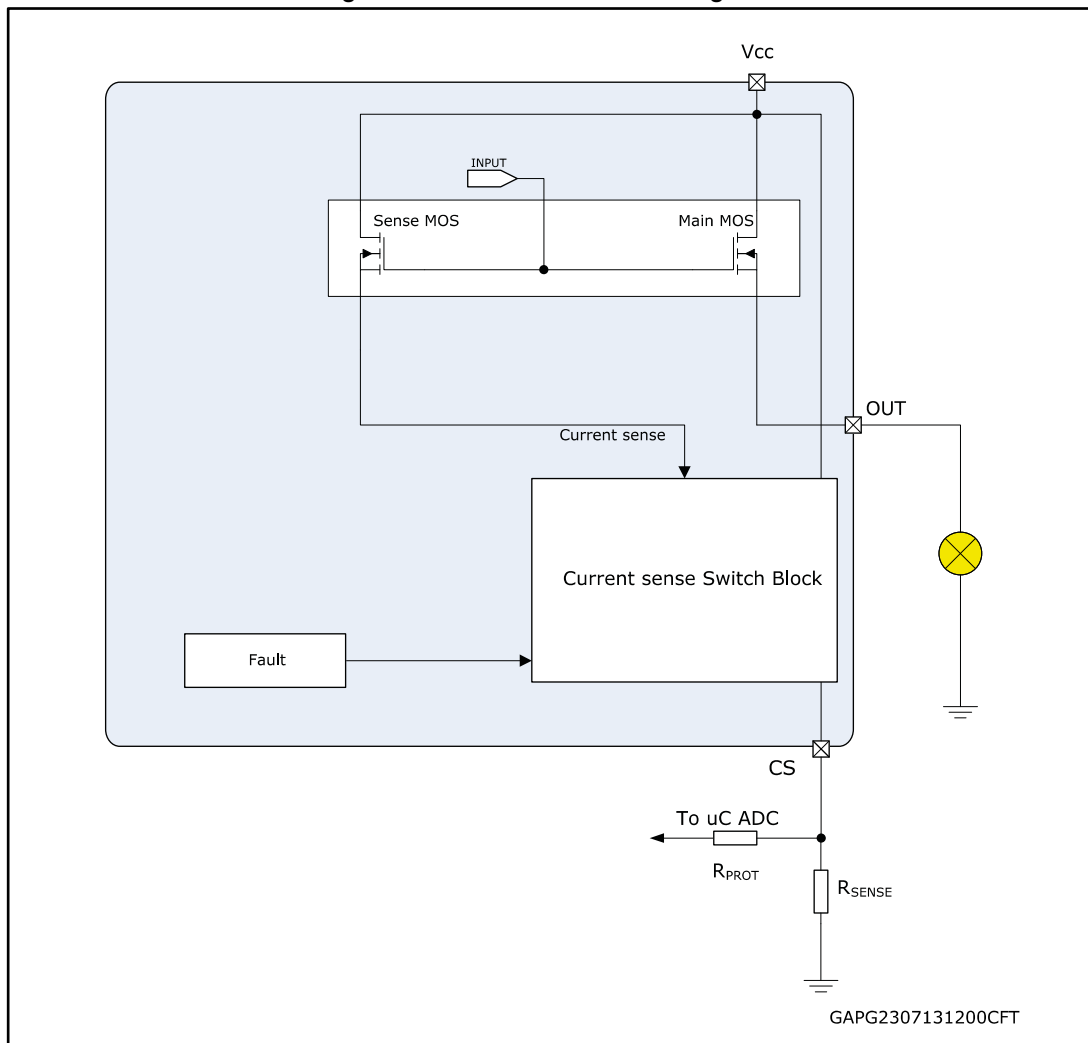 Vcc
INPUT
Sense MOS
Main MOS
OUT
Current sense
Current sense Switch Block
Fault
CS
To uC ADC
RPROT
RSENSE
GAPG2307131200CFT